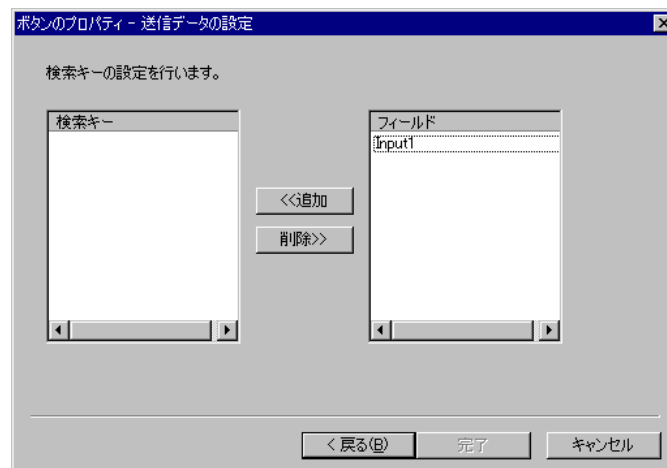 ボタンのプロパティ - 送信データの設定
検索キーの設定を行います。
検索キー
フィールド
Input1
<<追加
削除>>
< 戻る(B)
完了
キャンセル